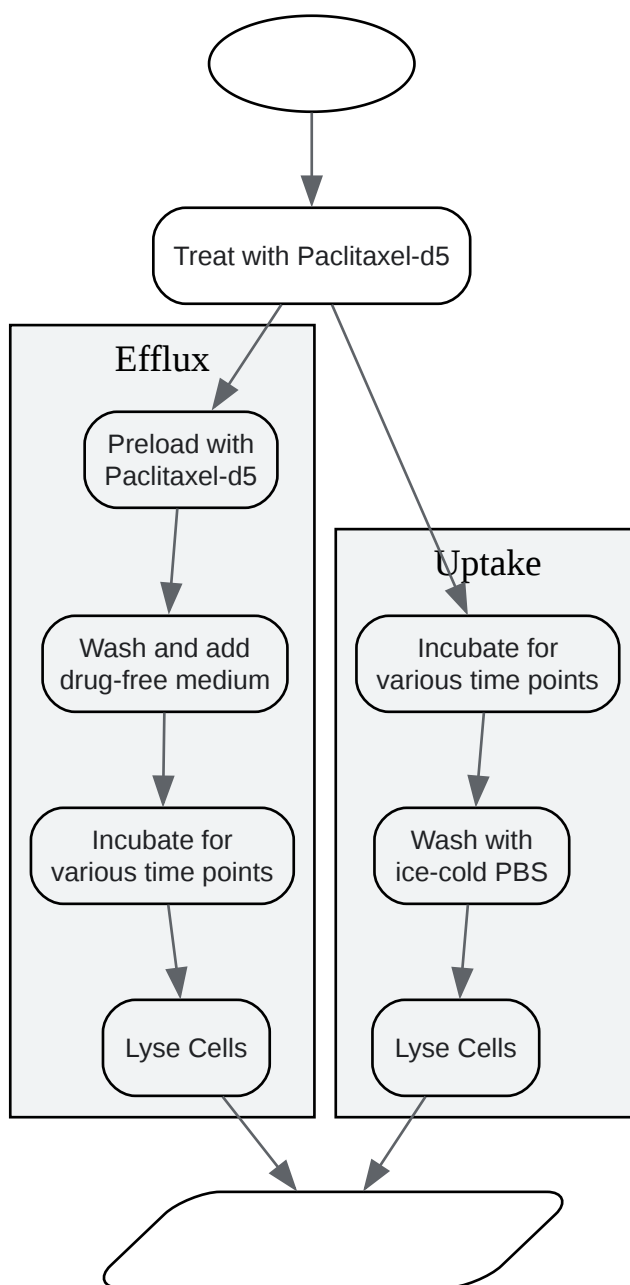 Treat with Paclitaxel-d5
Efflux
Preload with
Paclitaxel-d5
Wash and add
drug-free medium
Incubate for
various time points
Lyse Cells
Uptake
Incubate for
various time points
Wash with
ice-cold PBS
Lyse Cells